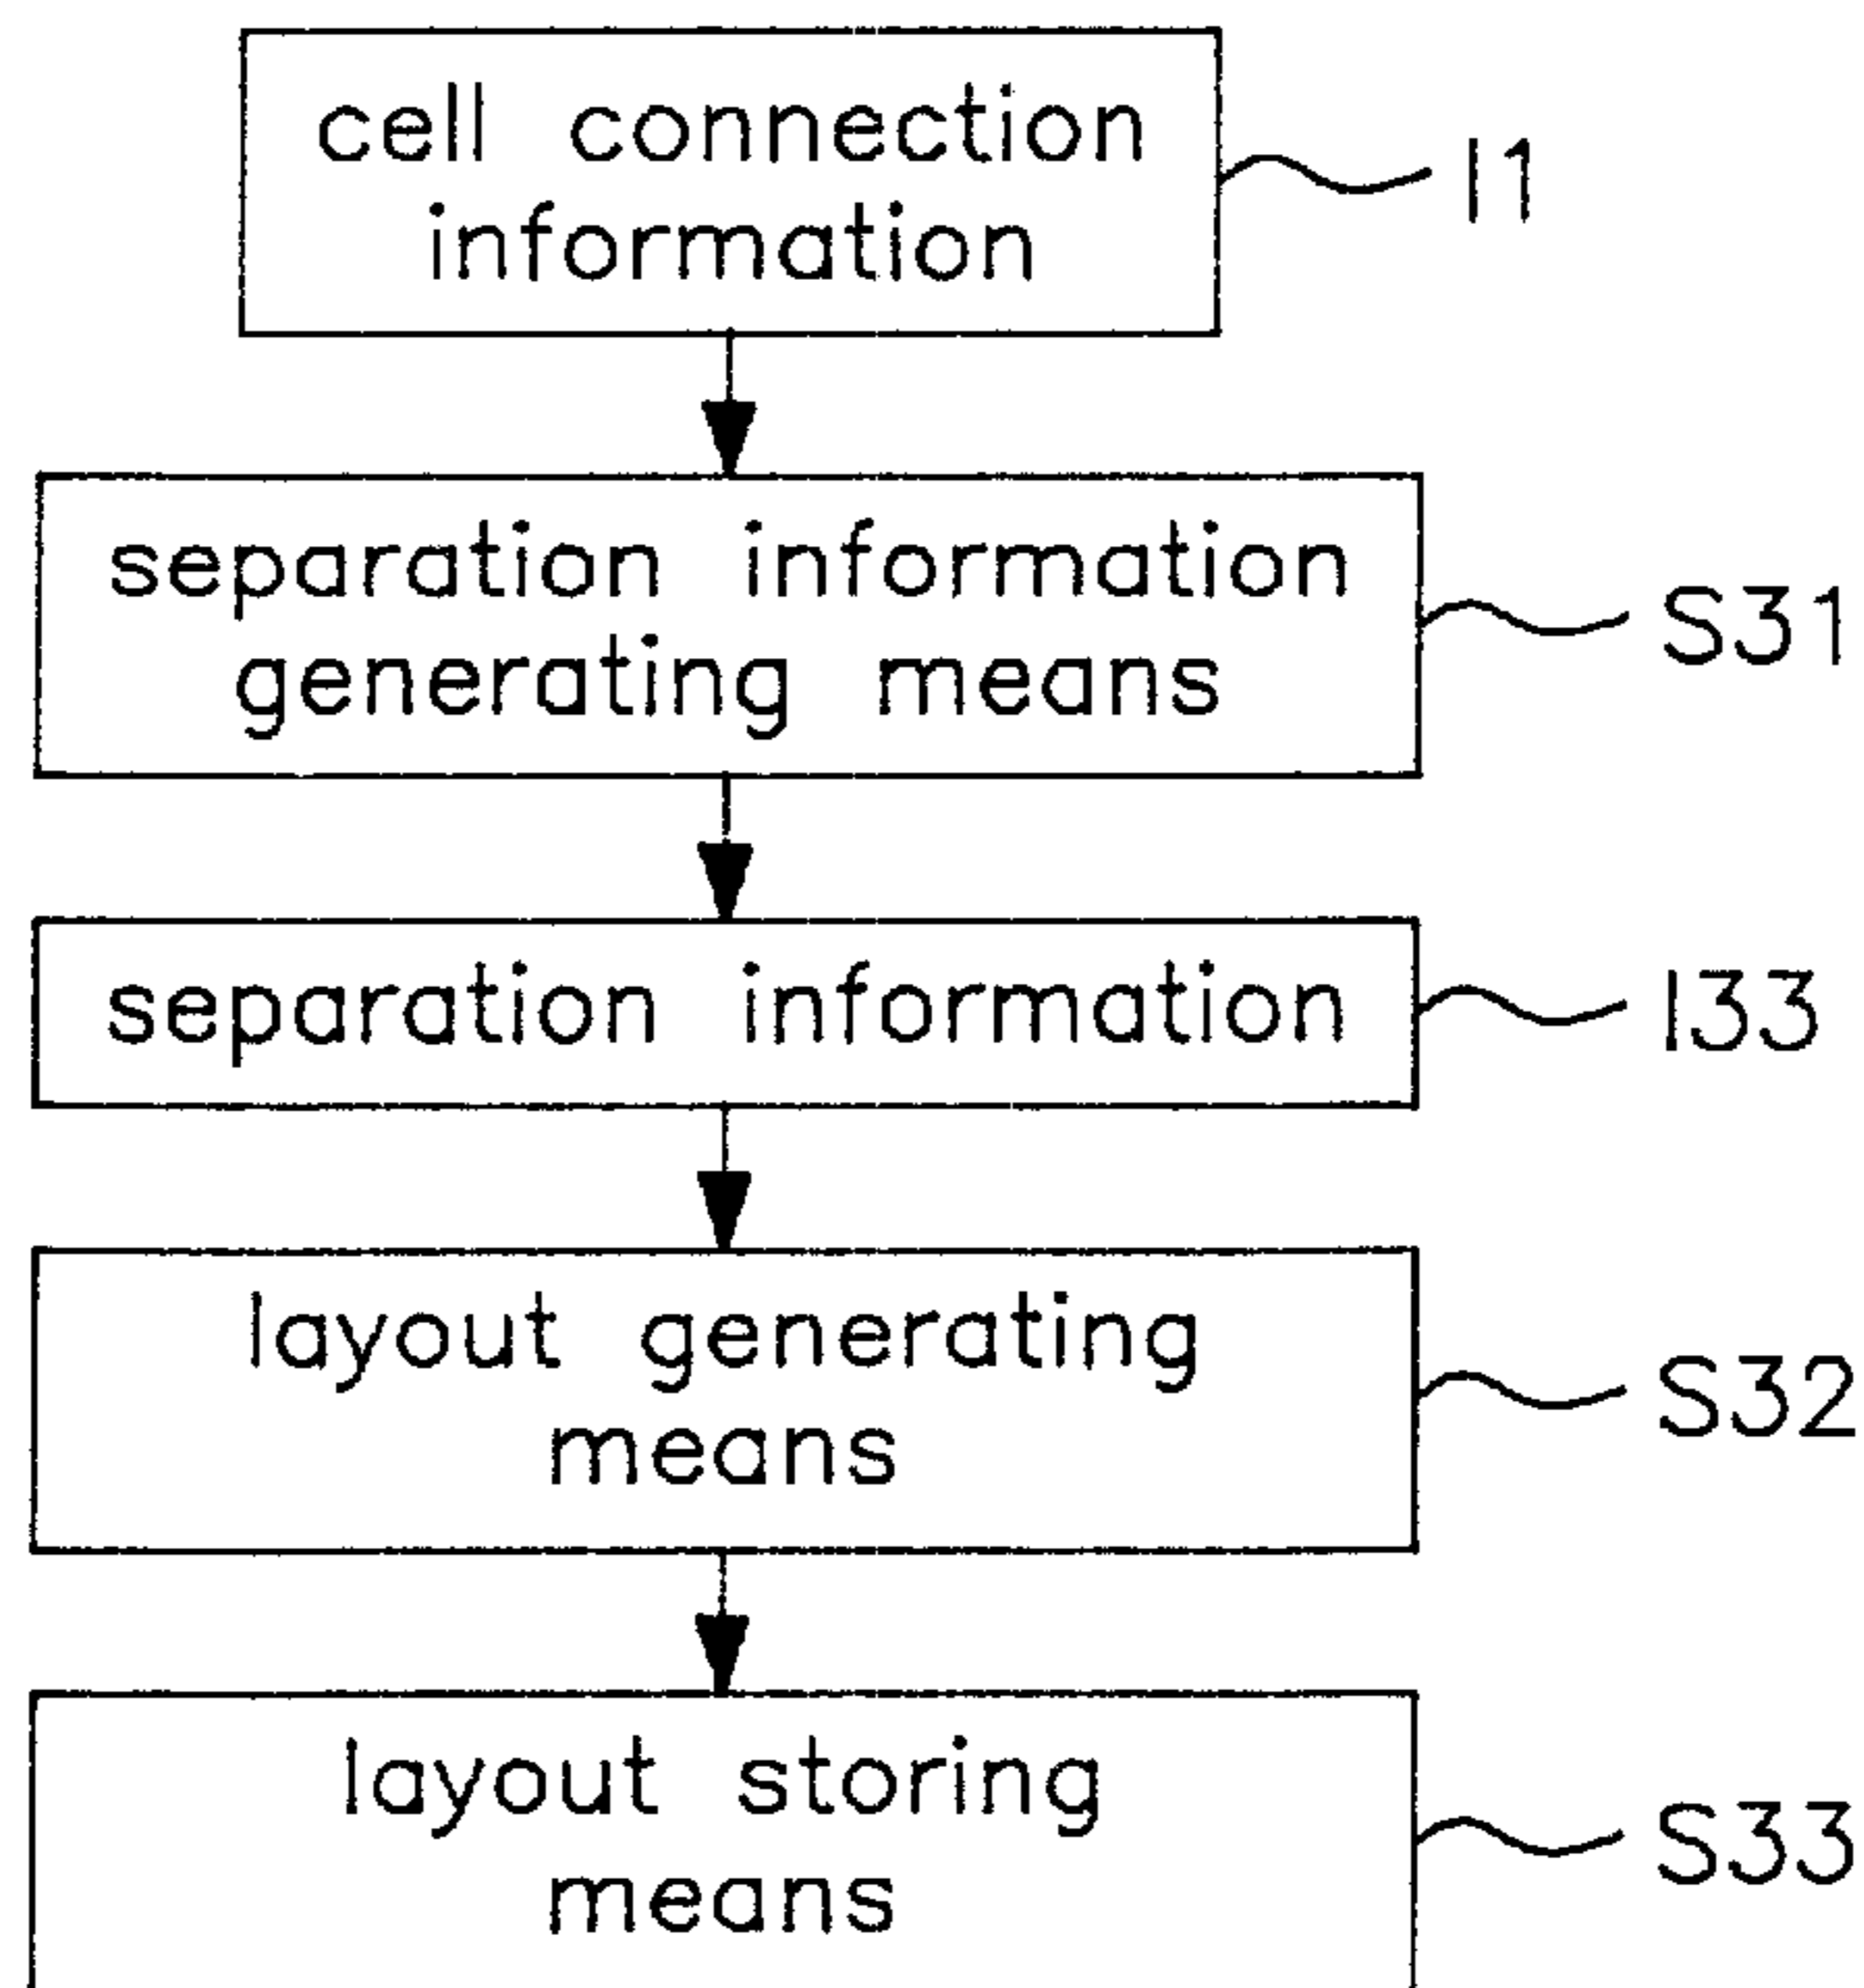 cell connection
information
I1
separation information
generating means
S31
separation information
I33
layout generating
means
S32
layout storing
means
S33